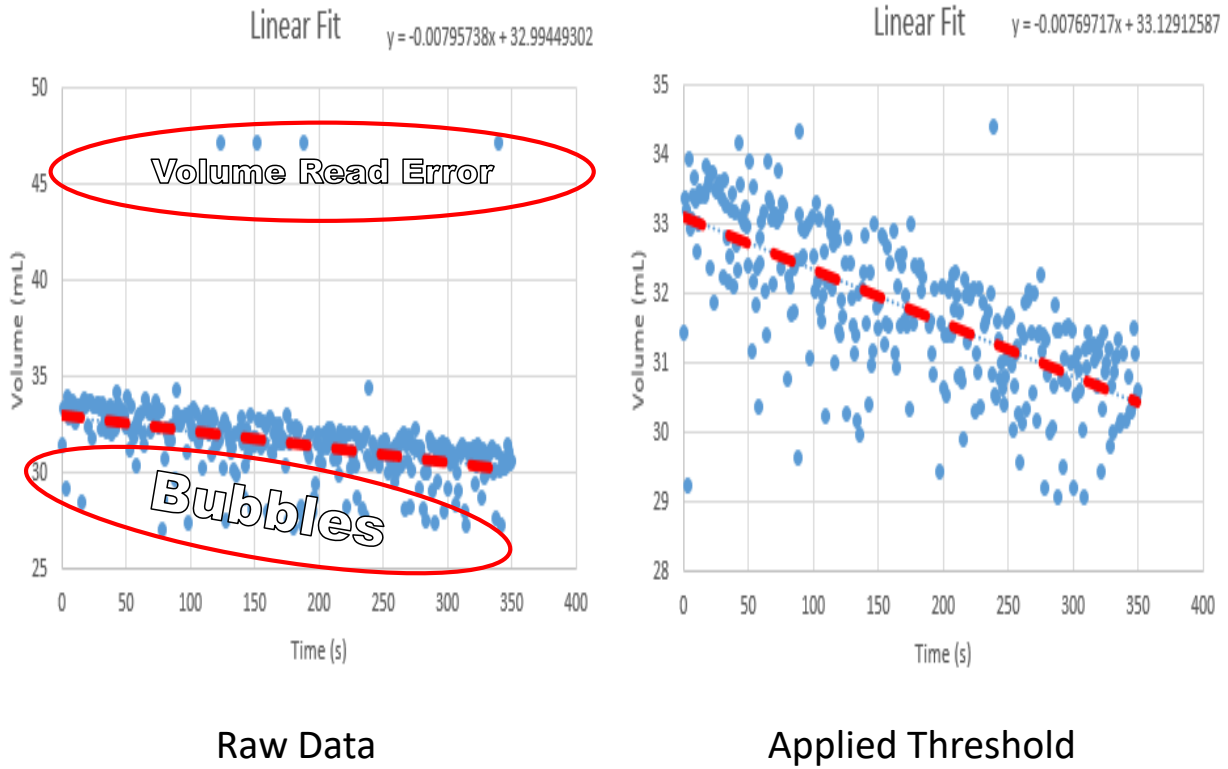 Linear Fit
y = -0.00795738x + 32.99449302
50
45
40
35
30
25
Volume (mL)
Volume Read Error
Bubbles
0 50 100 150 200 250 300 350 400
Time (s)
Raw Data
Linear Fit
y = -0.00769717x + 33.12912587
35
34
33
32
31
30
29
28
Volume (mL)
0 50 100 150 200 250 300 350 400
Time (s)
Applied Threshold